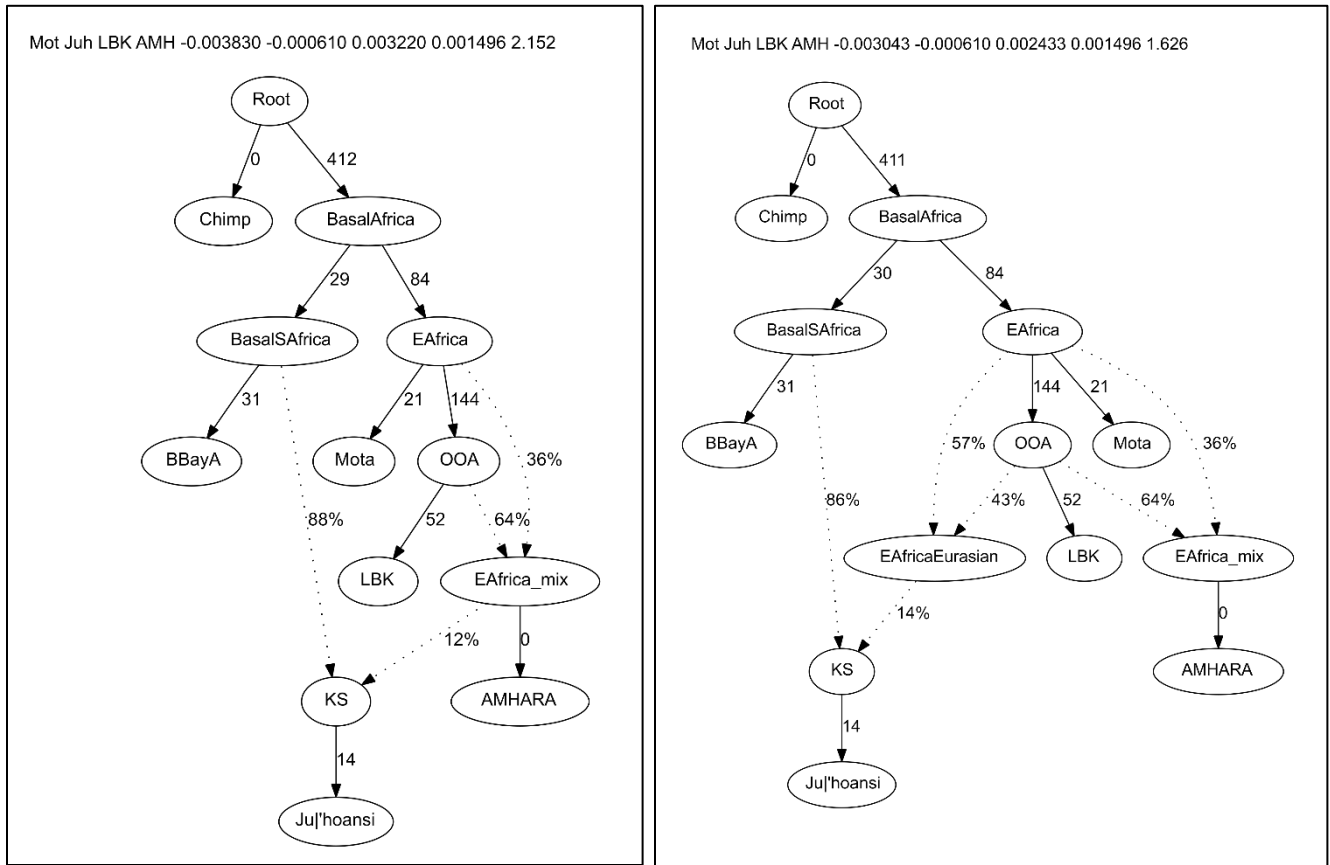 Mot Juh LBK AMH -0.003830 -0.000610 0.003220 0.001496 2.152
Root
0
412
Chimp
BasalAfrica
29
84
BasalSAfrica
EAfrica
31
21
144
BBayA
Mota
OOA
36%
88%
52
64%
LBK
EAfrica_mix
12%
0
KS
AMHARA
14
Ju|'hoansi
Mot Juh LBK AMH -0.003043 -0.000610 0.002433 0.001496 1.626
Root
0
411
Chimp
BasalAfrica
30
84
BasalSAfrica
EAfrica
31
144
21
BBayA
57%
OOA
Mota
36%
86%
43%
52
64%
EAfricaEurasian
LBK
EAfrica_mix
14%
0
KS
AMHARA
14
Ju|'hoansi